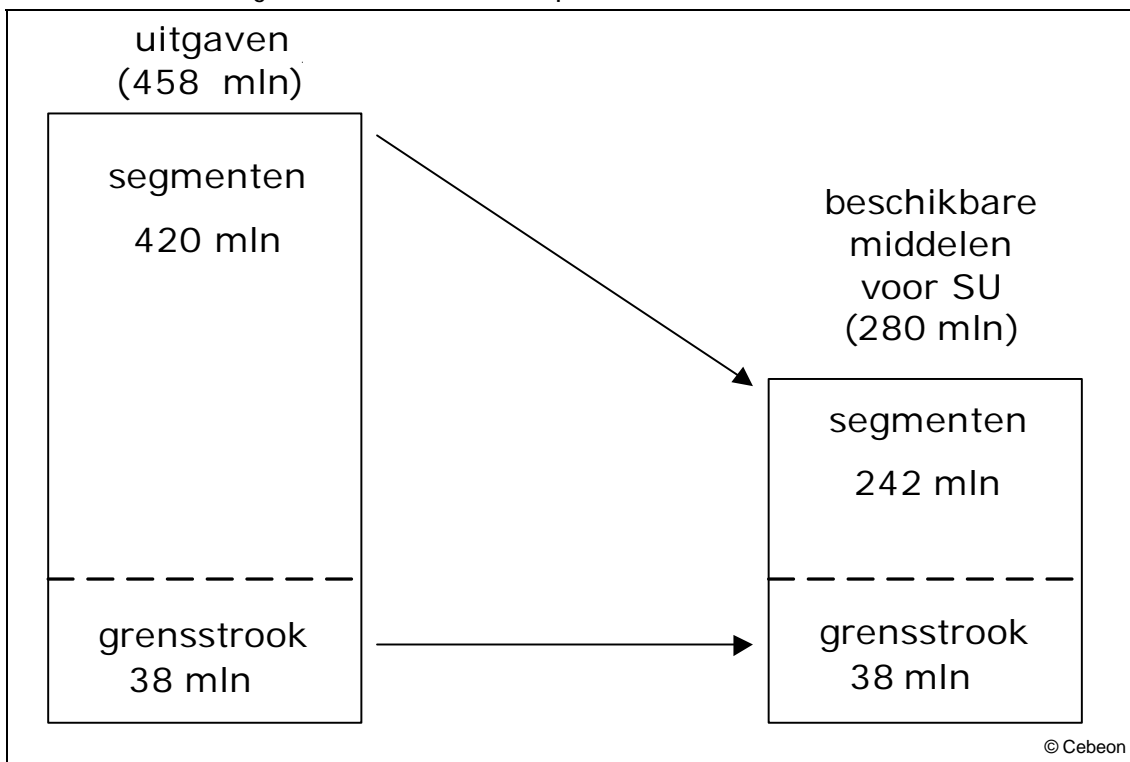 uitgaven
(458 mln)
segmenten
420 mln
grensstrook
38 mln
beschikbare
middelen
voor SU
(280 mln)
segmenten
242 mln
grensstrook
38 mln
© Cebeon